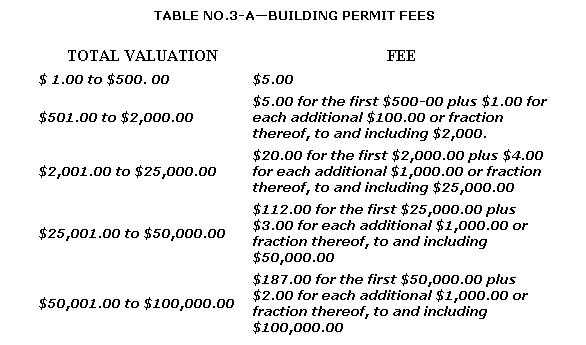 TABLE NO.3-A—BUILDING PERMIT FEES
TOTAL VALUATION FEE
$ 1.00 to $500. 00 $5.00
$5.00 for the first $500-00 plus $1.00 for
$501.00 to $2,000.00 each additional $100.00 or fraction
thereof, to and including $2,000.
$20.00 for the first $2,000.00 plus $4.00
$2,001.00 to $25,000.00 for each additional $1,000.00 or fraction
thereof, to and including $25,000.00
$112.00 for the first $25,000.00 plus
$25,001.00 to $50,000.00 $3.00 for each additional $1,000.00 or
fraction thereof, to and including
$50,000.00
$187.00 for the first $50,000.00 plus
$50,001.00 to $100,000.00 $2.00 for each additional $1,000.00 or
fraction thereof, to and including
$100,000.00